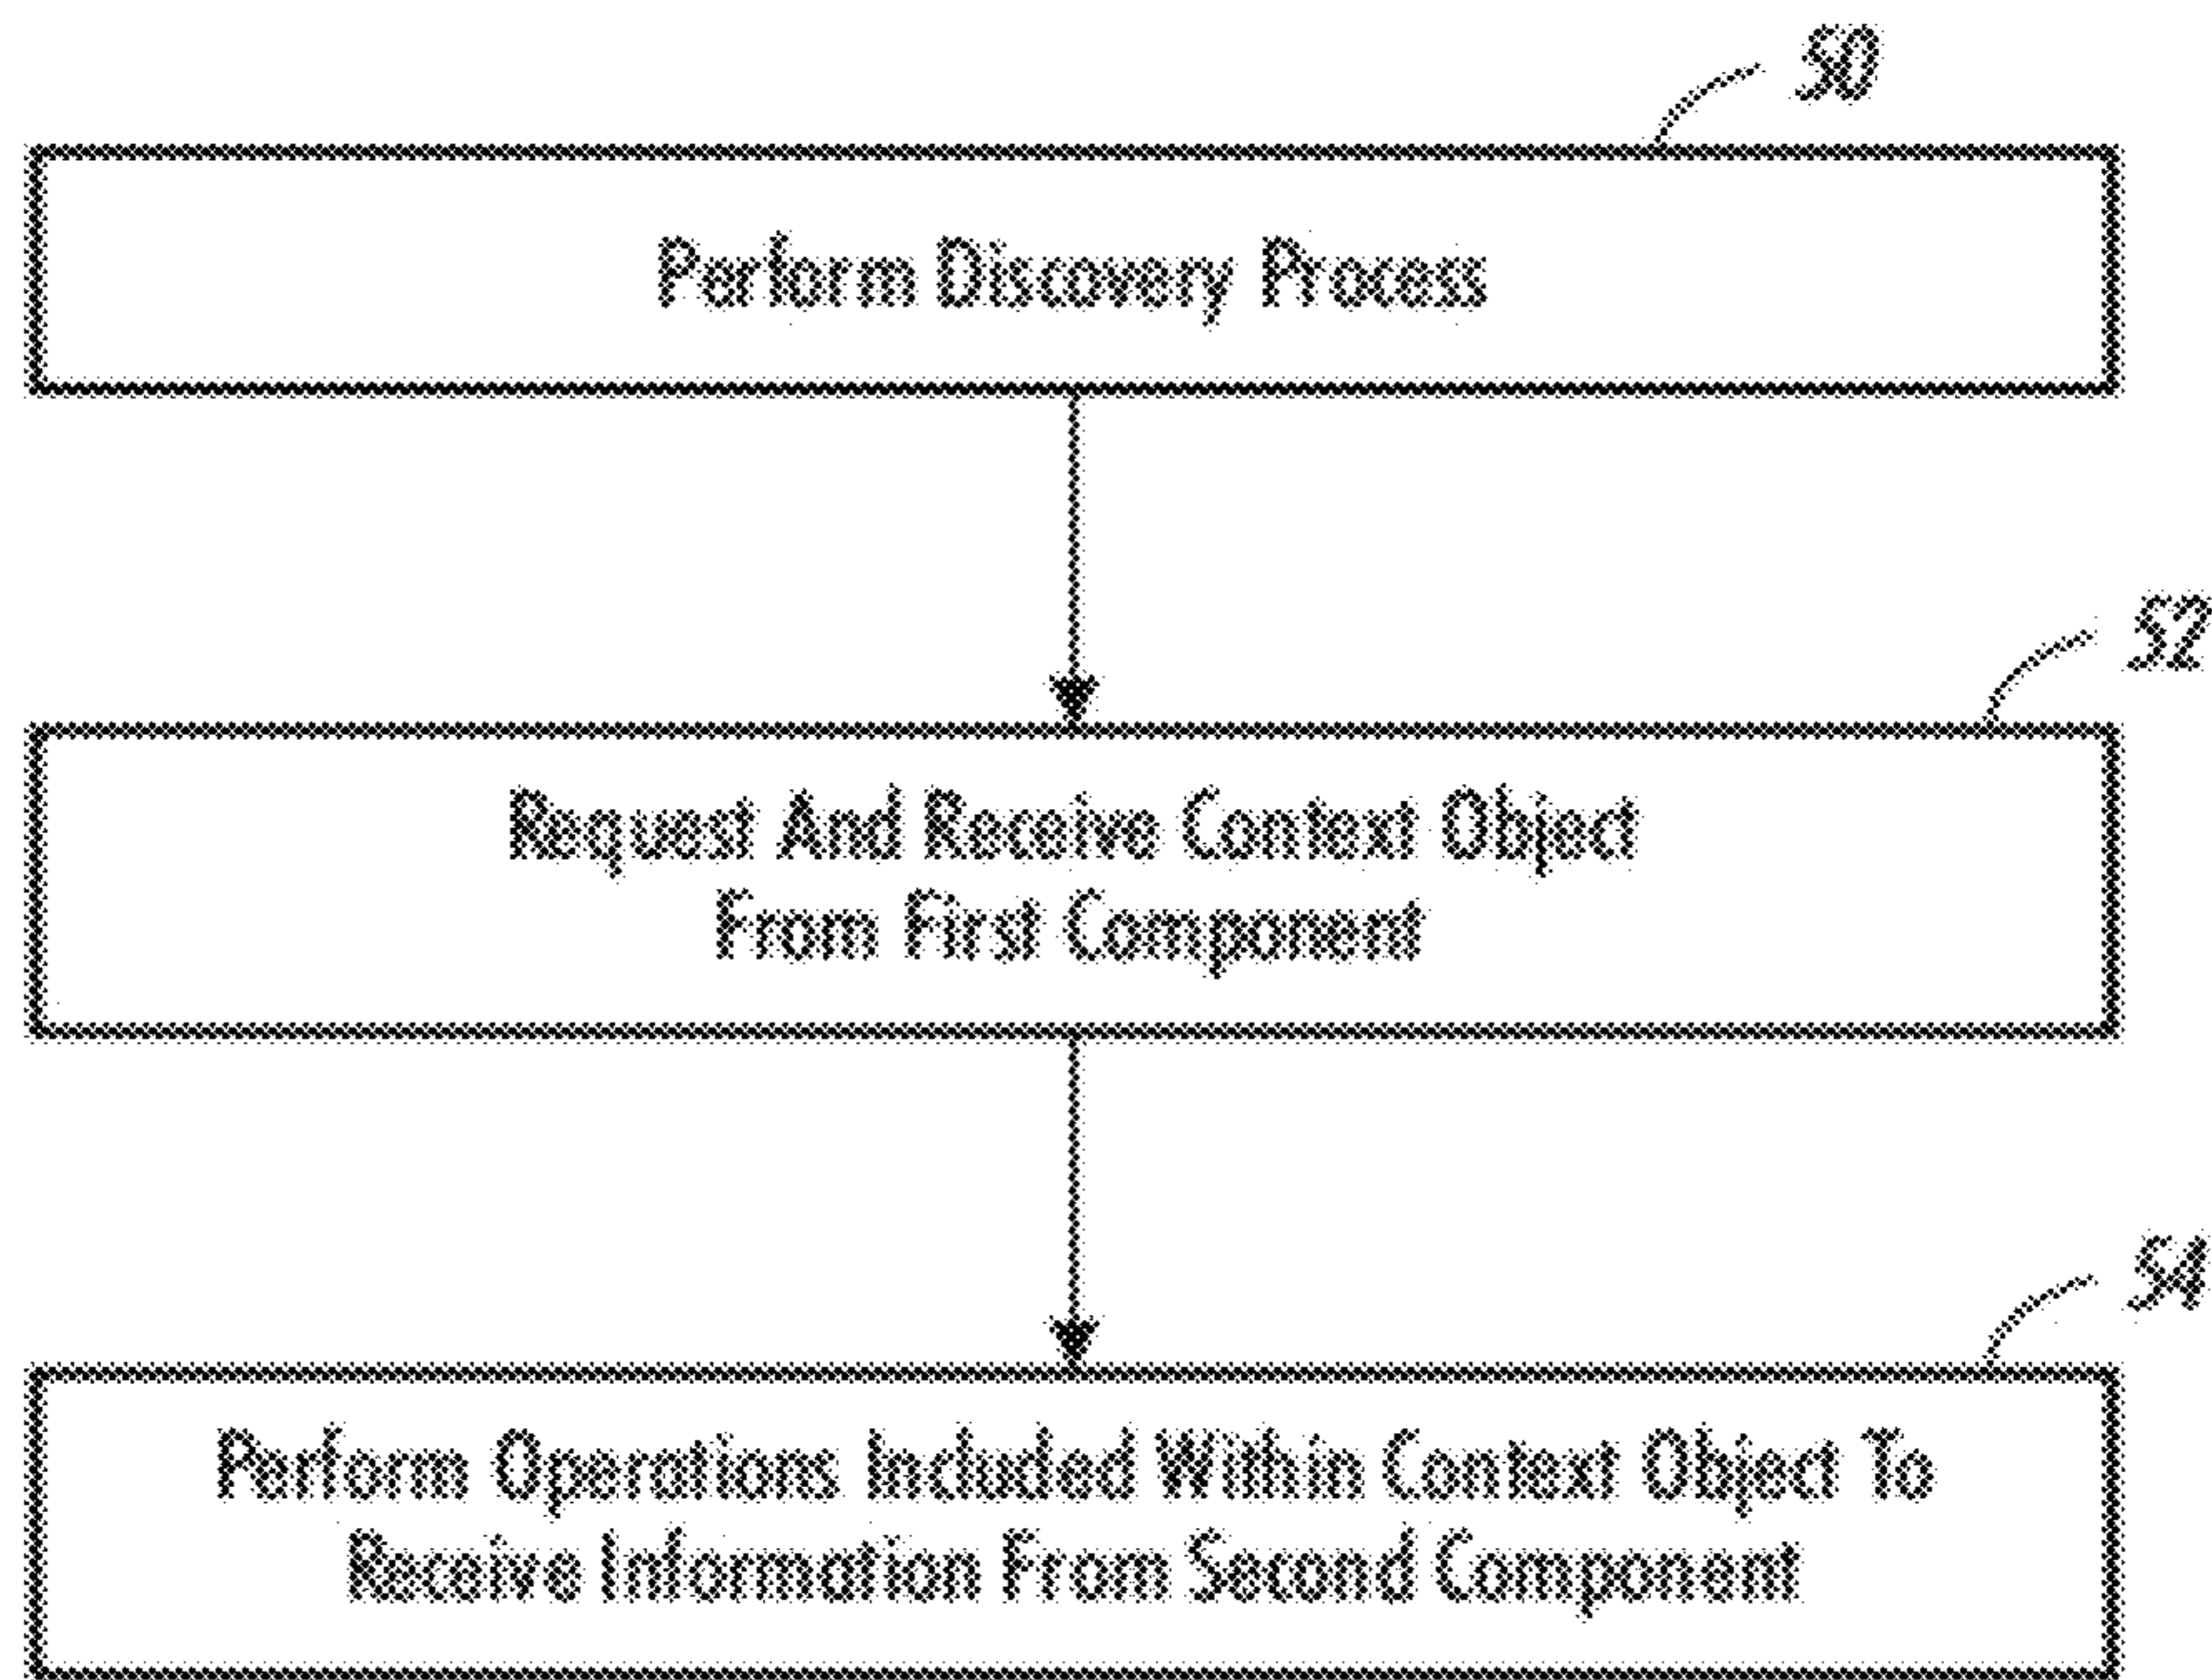 50
Perform Discovery Process
52
Request And Receive Context Object
From First Component
54
Perform Operations Included Within Context Object To
Receive Information From Second Component